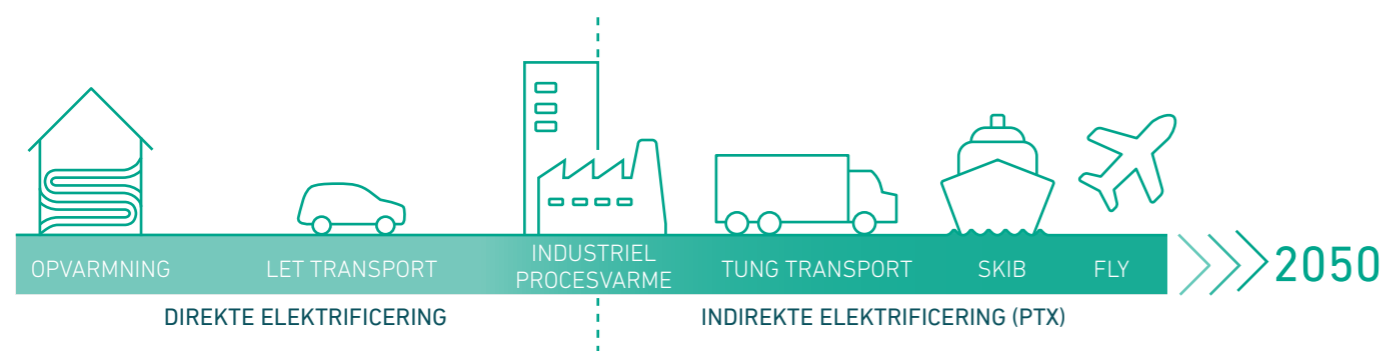 OPVARMNING
LET TRANSPORT
INDUSTRIEL
PROCESVARME
TUNG TRANSPORT
SKIB
FLY
2050
DIREKTE ELEKTRIFICERING
INDIREKTE ELEKTRIFICERING (PTX)